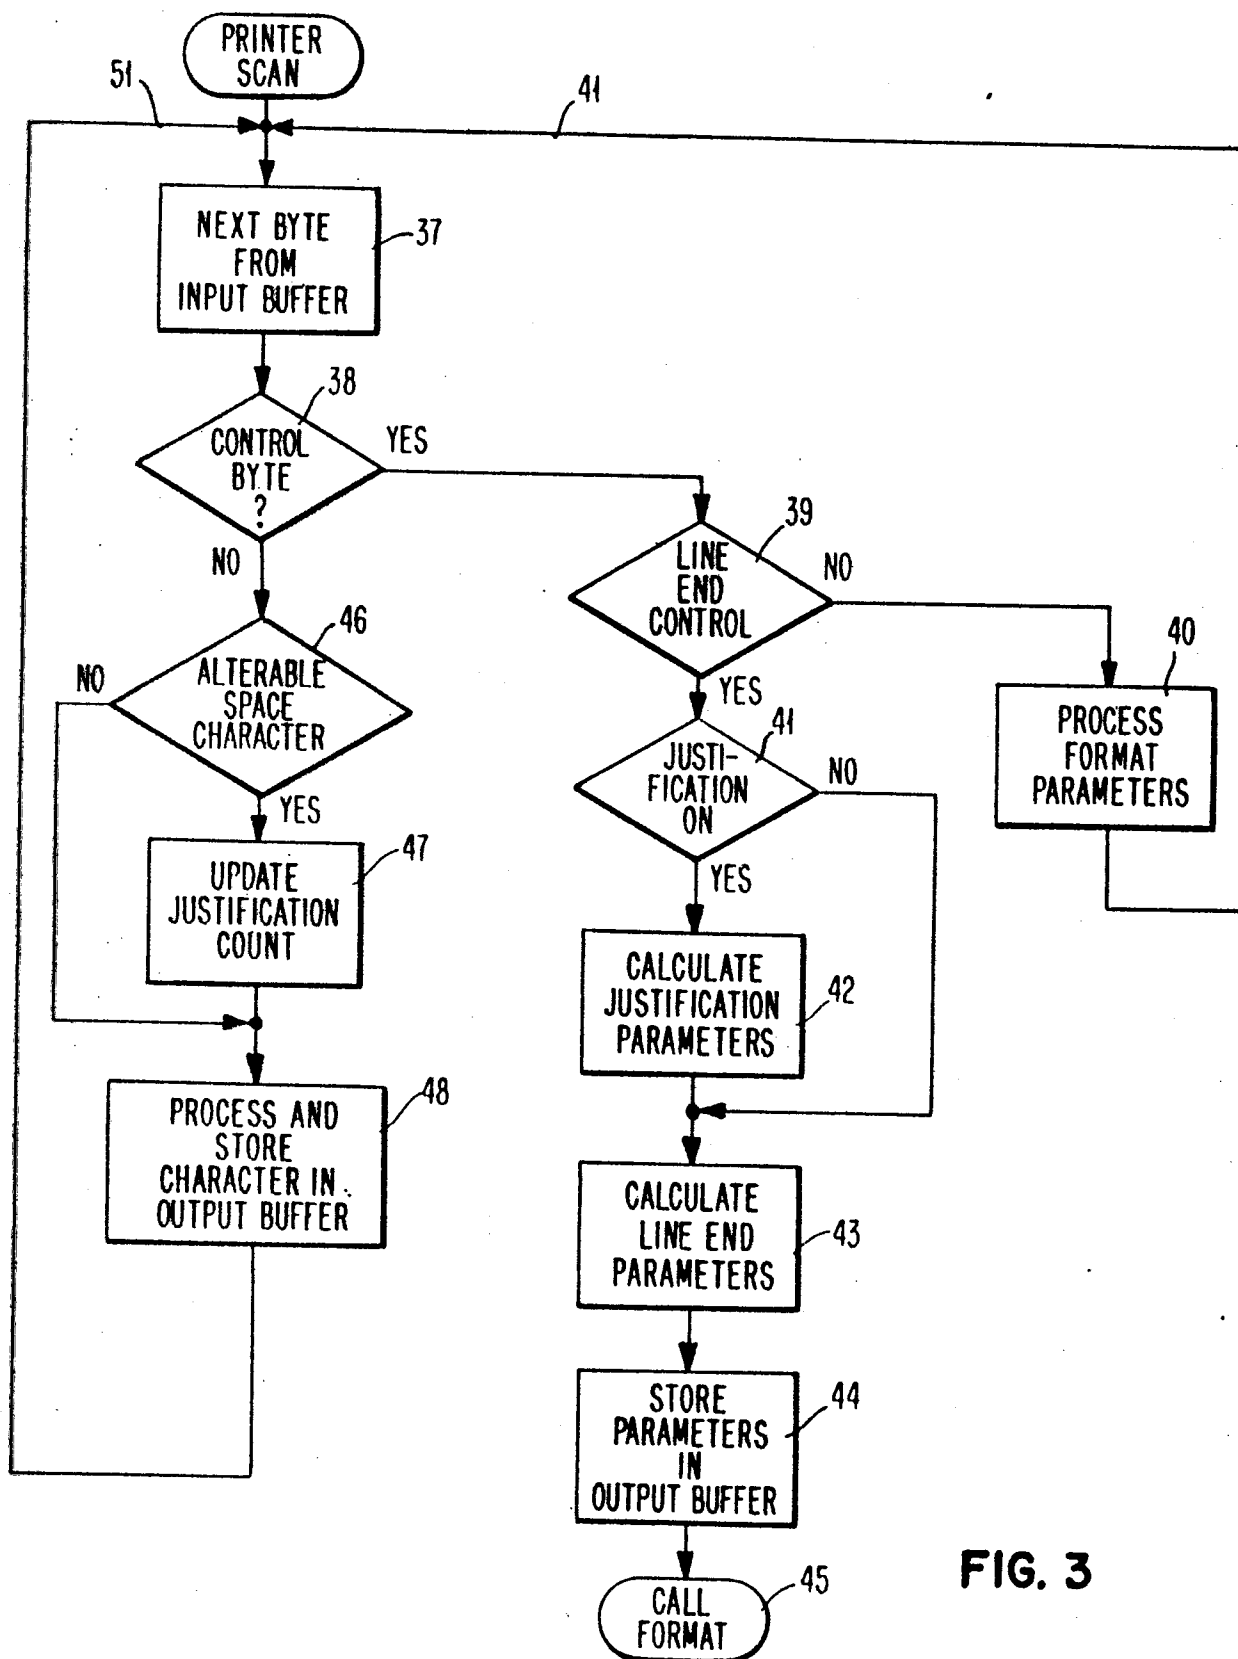 PRINTER
SCAN
51
41
NEXT BYTE
FROM
INPUT BUFFER
37
CONTROL
BYTE
?
38
YES
NO
LINE
END
CONTROL
39
NO
YES
ALTERABLE
SPACE
CHARACTER
46
NO
YES
40
PROCESS
FORMAT
PARAMETERS
JUSTI-
FICATION
ON
41
NO
YES
UPDATE
JUSTIFICATION
COUNT
47
CALCULATE
JUSTIFICATION
PARAMETERS
42
PROCESS AND
STORE
CHARACTER IN
OUTPUT BUFFER
48
CALCULATE
LINE END
PARAMETERS
43
STORE
PARAMETERS
IN
OUTPUT BUFFER
44
CALL
FORMAT
45
FIG. 3